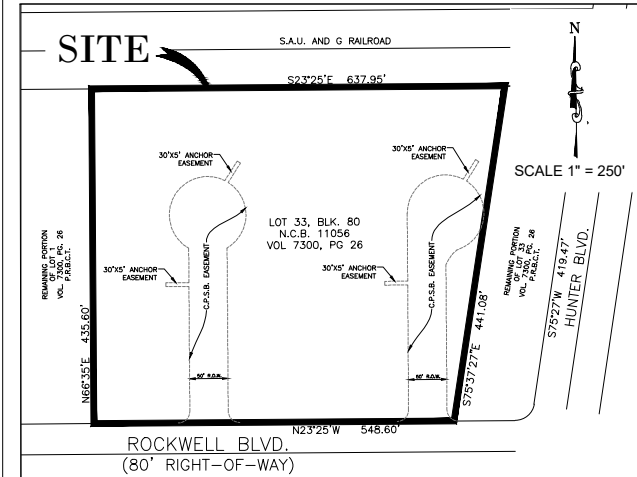 S.A.U. AND G RAILROAD
SITE
S23°25'E 637.95'
N
SCALE 1" = 250'
30'X5' ANCHOR
EASEMENT
30'X5' ANCHOR
EASEMENT
LOT 33, BLK. 80
N.C.B. 11056
VOL 7300, PG 26
30'X5' ANCHOR
EASEMENT
30'X5' ANCHOR
EASEMENT
C.P.S.B. EASEMENT
C.P.S.B. EASEMENT
REMAINING PORTION
OF LOT 1
VOL. 7300, PG. 26
P.R.B.C.T.
REMAINING PORTION
OF LOT 33
VOL. 7300, PG. 26
P.R.B.C.T.
N66°35'E 435.60'
S75°37'27"E 441.08'
S75°27'W 419.47'
HUNTER BLVD.
50' R.O.W.
60' R.O.W.
N23°25'W 548.60'
ROCKWELL BLVD.
(80' RIGHT-OF-WAY)